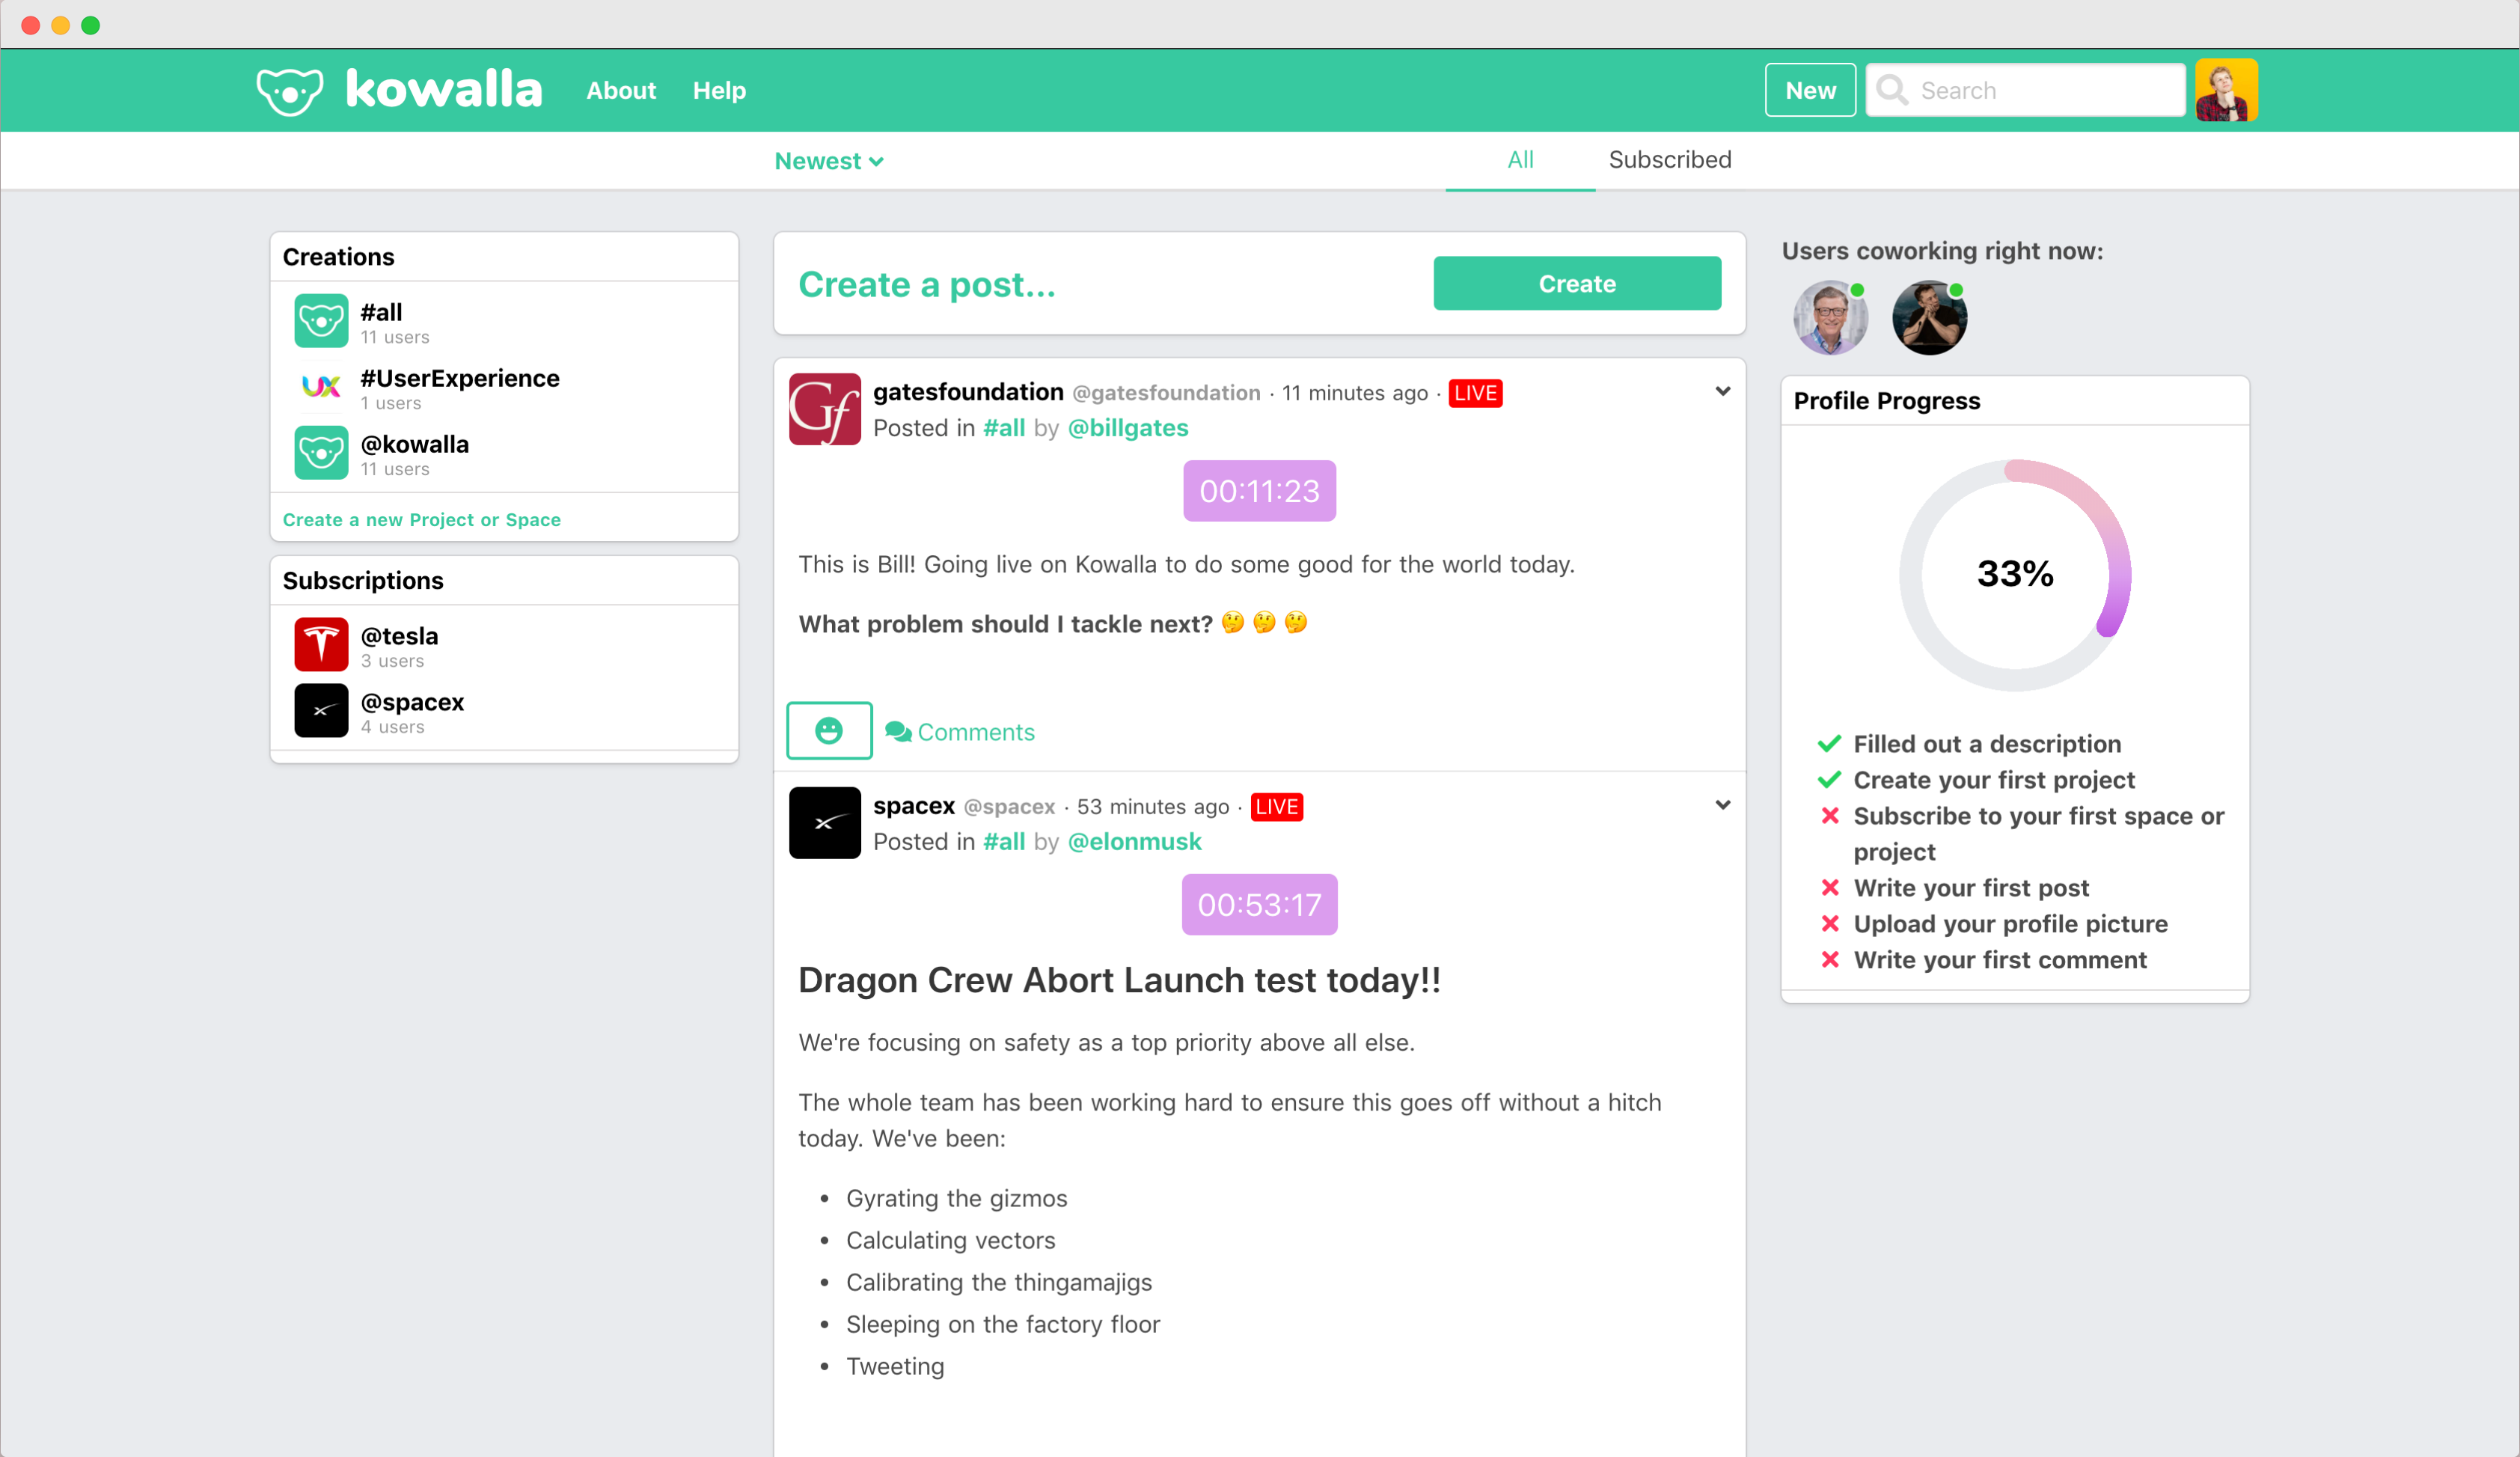 kowalla
About
Help
New
Search
Newest
All
Subscribed
Creations
#all
11 users
UX
#UserExperience
1 users
@kowalla
11 users
Create a new Project or Space
Subscriptions
@tesla
3 users
@spacex
4 users
Create a post...
Create
Gf
gatesfoundation @gatesfoundation · 11 minutes ago · LIVE
Posted in #all by @billgates
00:11:23
This is Bill! Going live on Kowalla to do some good for the world today.
What problem should I tackle next? 🤔 🤔 🤔
Comments
spacex @spacex · 53 minutes ago · LIVE
Posted in #all by @elonmusk
00:53:17
Dragon Crew Abort Launch test today!!
We're focusing on safety as a top priority above all else.
The whole team has been working hard to ensure this goes off without a hitch
today. We've been:
• Gyrating the gizmos
• Calculating vectors
• Calibrating the thingamajigs
• Sleeping on the factory floor
• Tweeting
Users coworking right now:
Profile Progress
33%
Filled out a description
Create your first project
Subscribe to your first space or
project
Write your first post
Upload your profile picture
Write your first comment